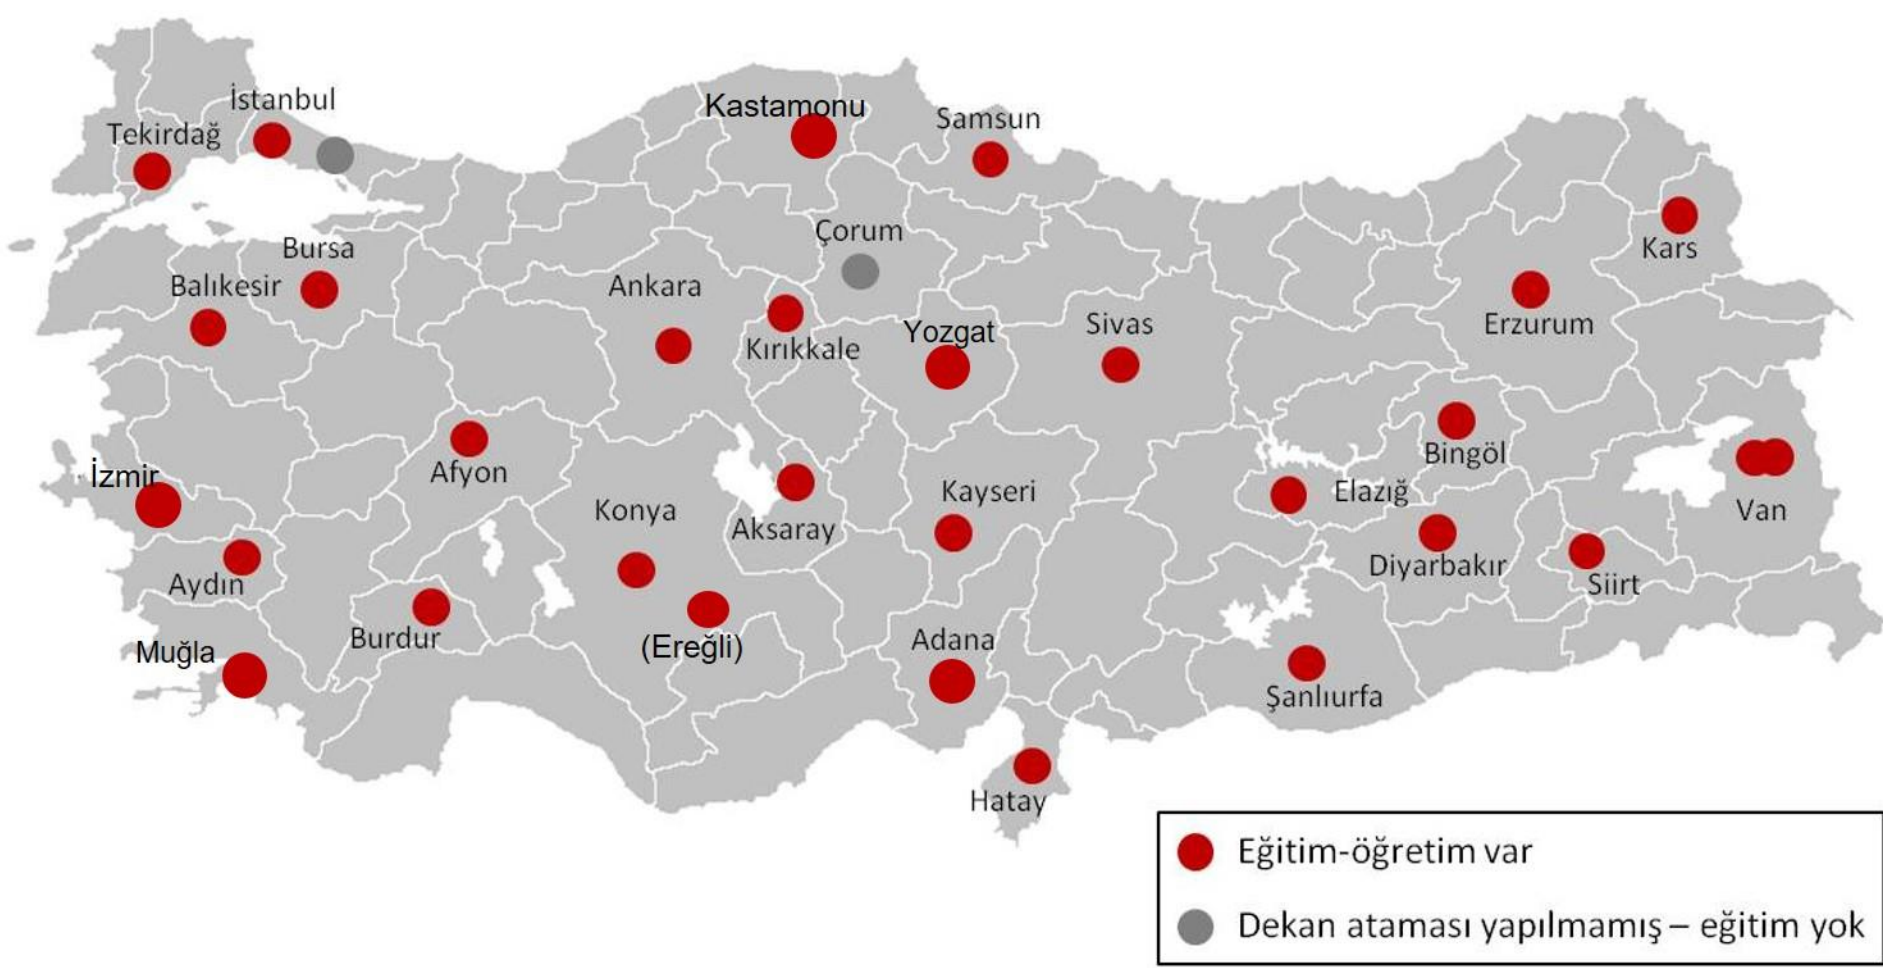 İstanbul
Kastamonu
Samsun
Tekirdağ
Çorum
Bursa
Kars
Balıkesir
Ankara
Sivas
Erzurum
Yozgat
Kırıkkale
Bingöl
Afyon
İzmir
Kayseri
Elazığ
Konya
Van
Aksaray
Diyarbakır
Aydın
Siirt
Burdur
Adana
Muğla
(Ereğli)
Şanlıurfa
Hatay
Eğitim-öğretim var
Dekan ataması yapılmamış – eğitim yok